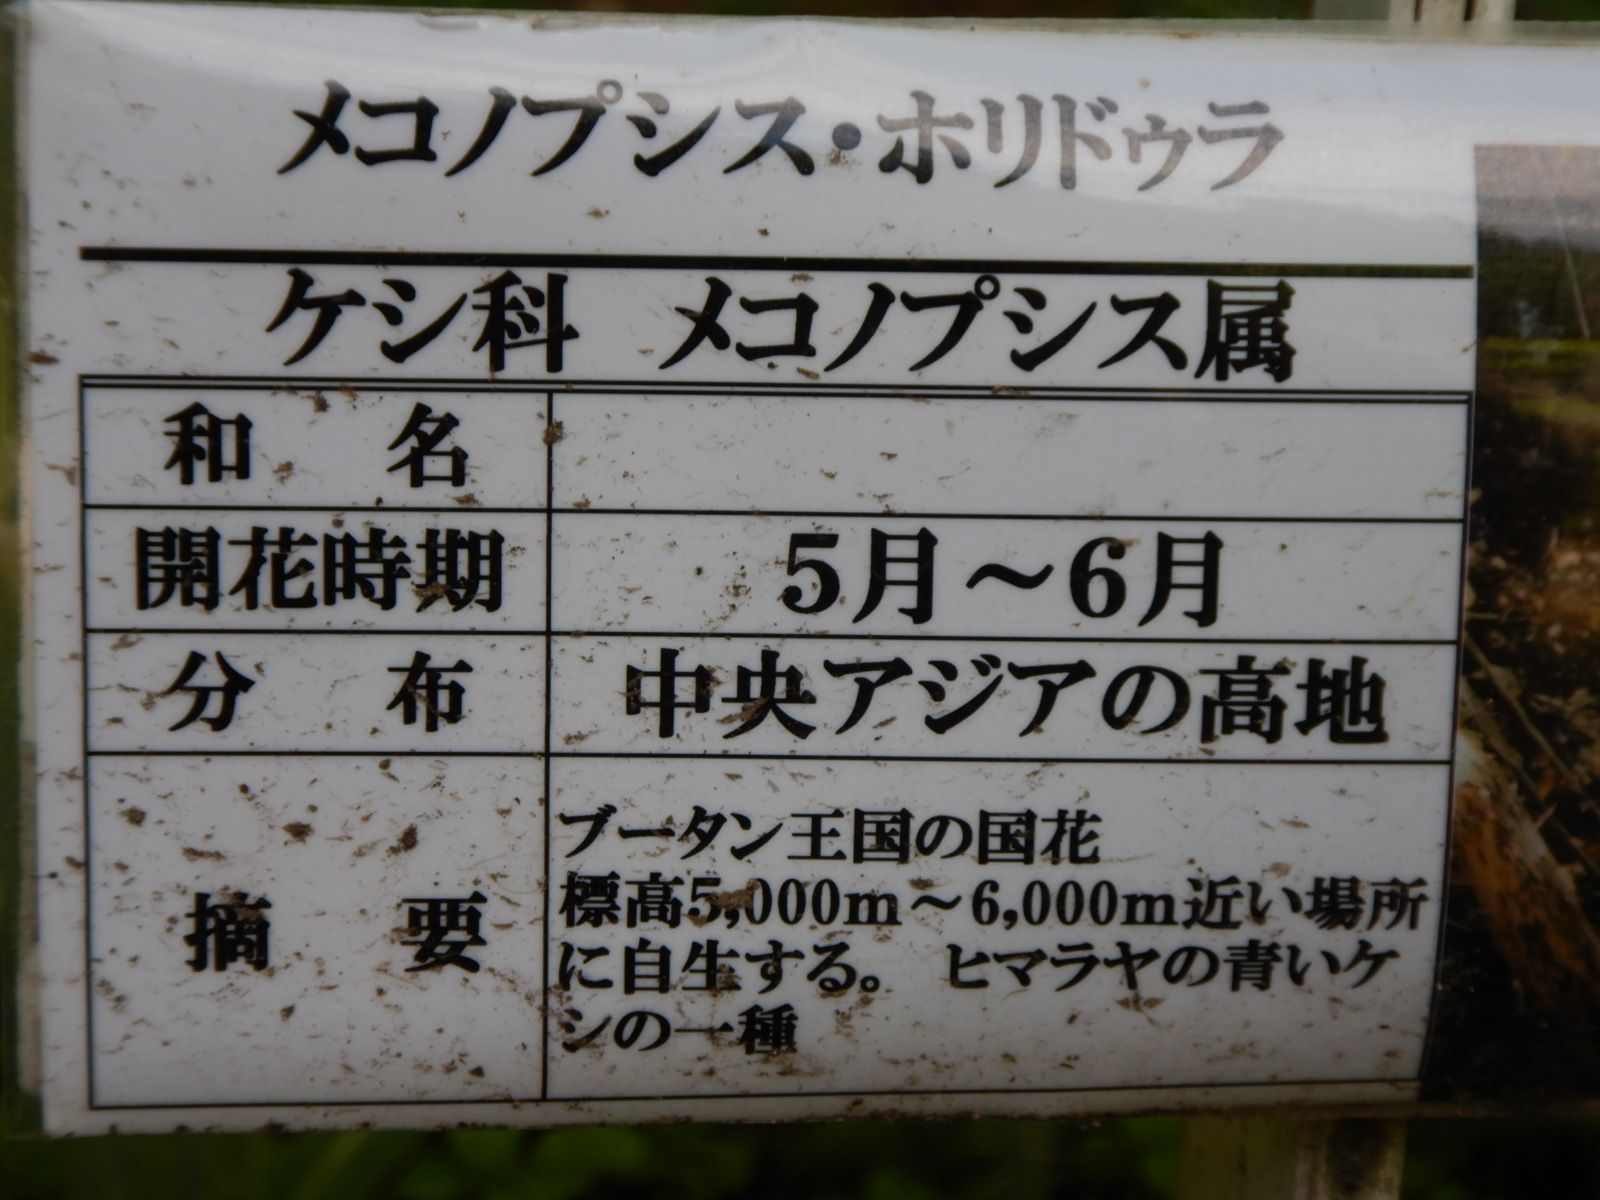 メコノプシス・ホリドゥラ
ケシ科 メコノプシス属
和名
開花時期 5月～6月
分布 中央アジアの高地
摘要
ブータン王国の国花
標高5,000m～6,000m近い場所
に自生する。 ヒマラヤの青いケ
シの一種